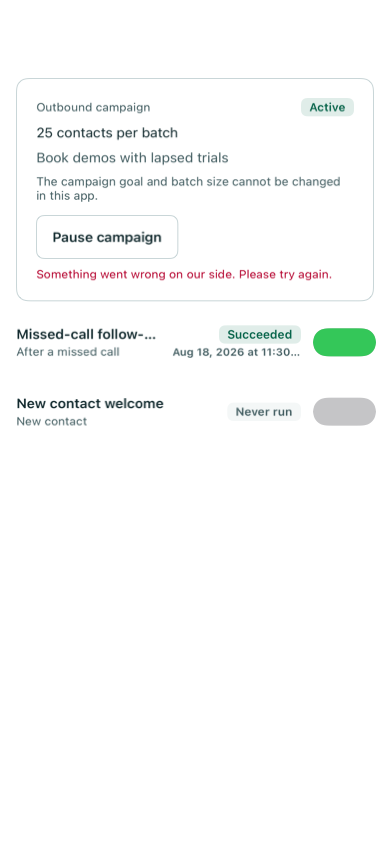 Outbound campaign
Active
25 contacts per batch
Book demos with lapsed trials
The campaign goal and batch size cannot be changed
in this app.
Pause campaign
Something went wrong on our side. Please try again.
Missed-call follow-...
Succeeded
After a missed call
Aug 18, 2026 at 11:30...
New contact welcome
Never run
New contact